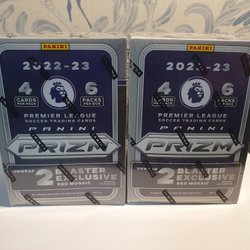 PANINI
2022-23
4 CARDS PER PACK
6 PACKS PER BOX
PREMIER LEAGUE
SOCCER TRADING CARDS
PANINI
PRIZM
UNWRAP
2 BLASTER EXCLUSIVE
RED MOSAIC
PANINI
2022-23
4 CARDS PER PACK
6 PACKS PER BOX
PREMIER LEAGUE
SOCCER TRADING CARDS
PANINI
PRIZM
UNWRAP
2 BLASTER EXCLUSIVE
RED MOSAIC